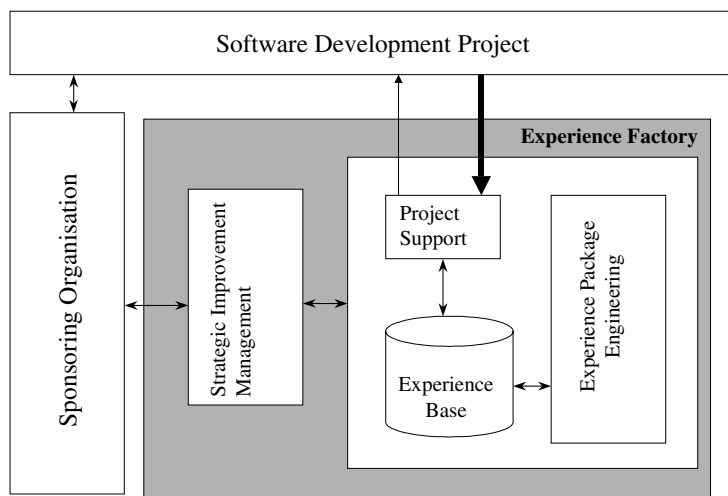 Software Development Project
Experience Factory
Sponsoring Organisation
Strategic Improvement
Management
Project
Support
Experience
Base
Experience Package
Engineering